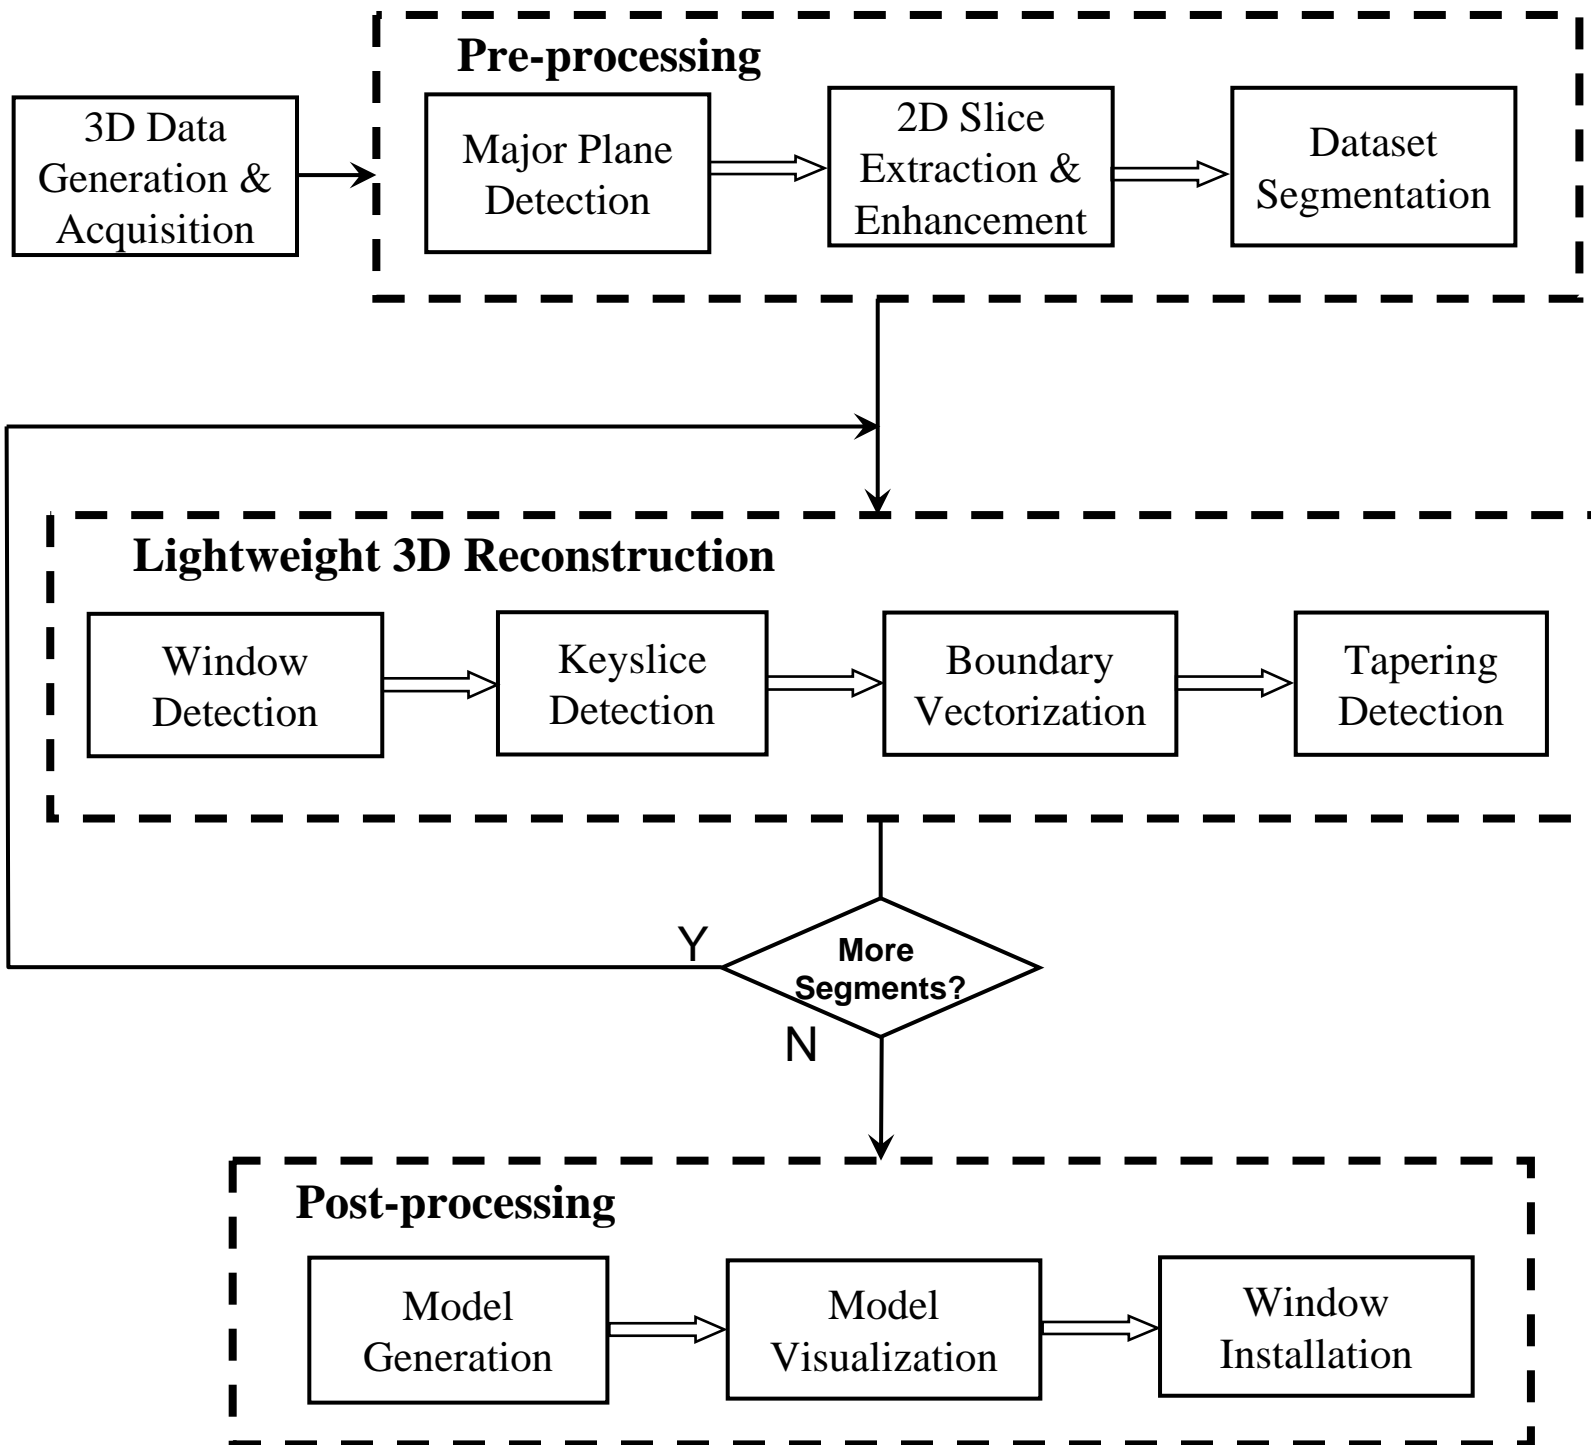 Pre-processing
3D Data
Generation &
Acquisition
Major Plane
Detection
2D Slice
Extraction &
Enhancement
Dataset
Segmentation
Lightweight 3D Reconstruction
Window
Detection
Keyslice
Detection
Boundary
Vectorization
Tapering
Detection
Y
More
Segments?
N
Post-processing
Model
Generation
Model
Visualization
Window
Installation